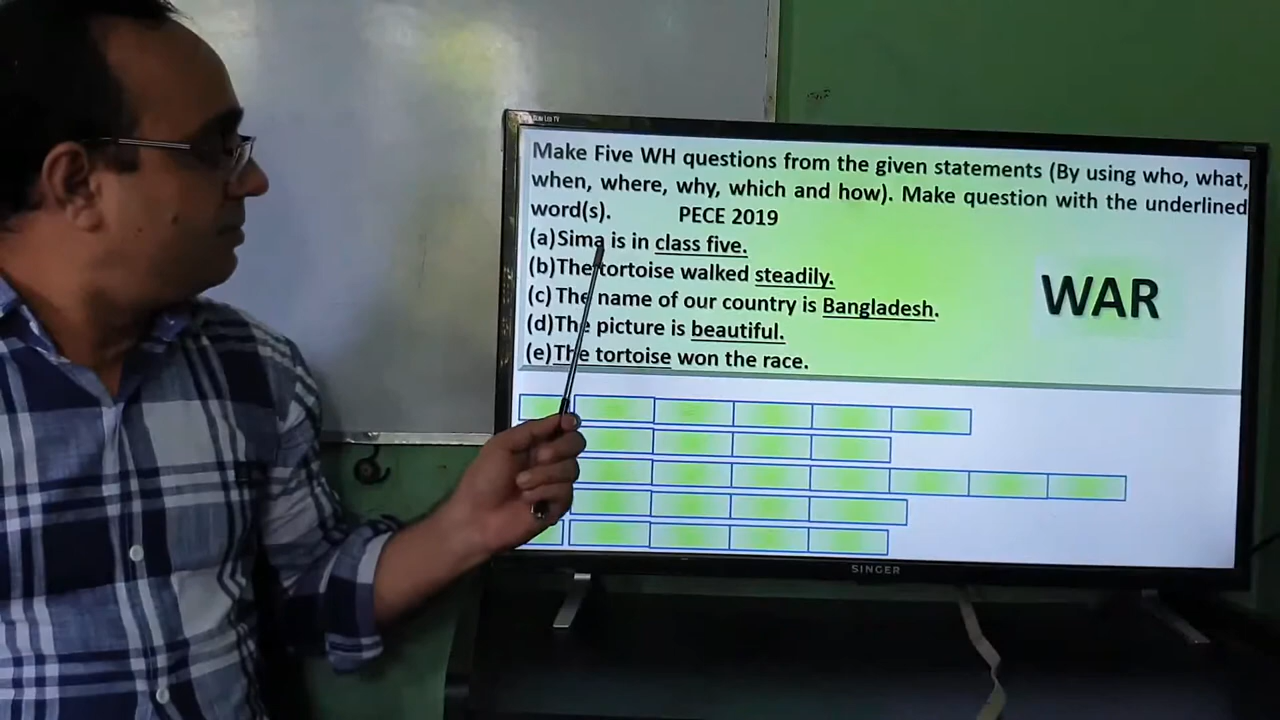 Make Five WH questions from the given statements (By using who, what,
when, where, why, which and how). Make question with the underlined
word(s). PECE 2019
(a)Sima is in class five.
(b)The tortoise walked steadily.
(c) The name of our country is Bangladesh.
(d)The picture is beautiful.
(e)The tortoise won the race.
WAR
SINGER